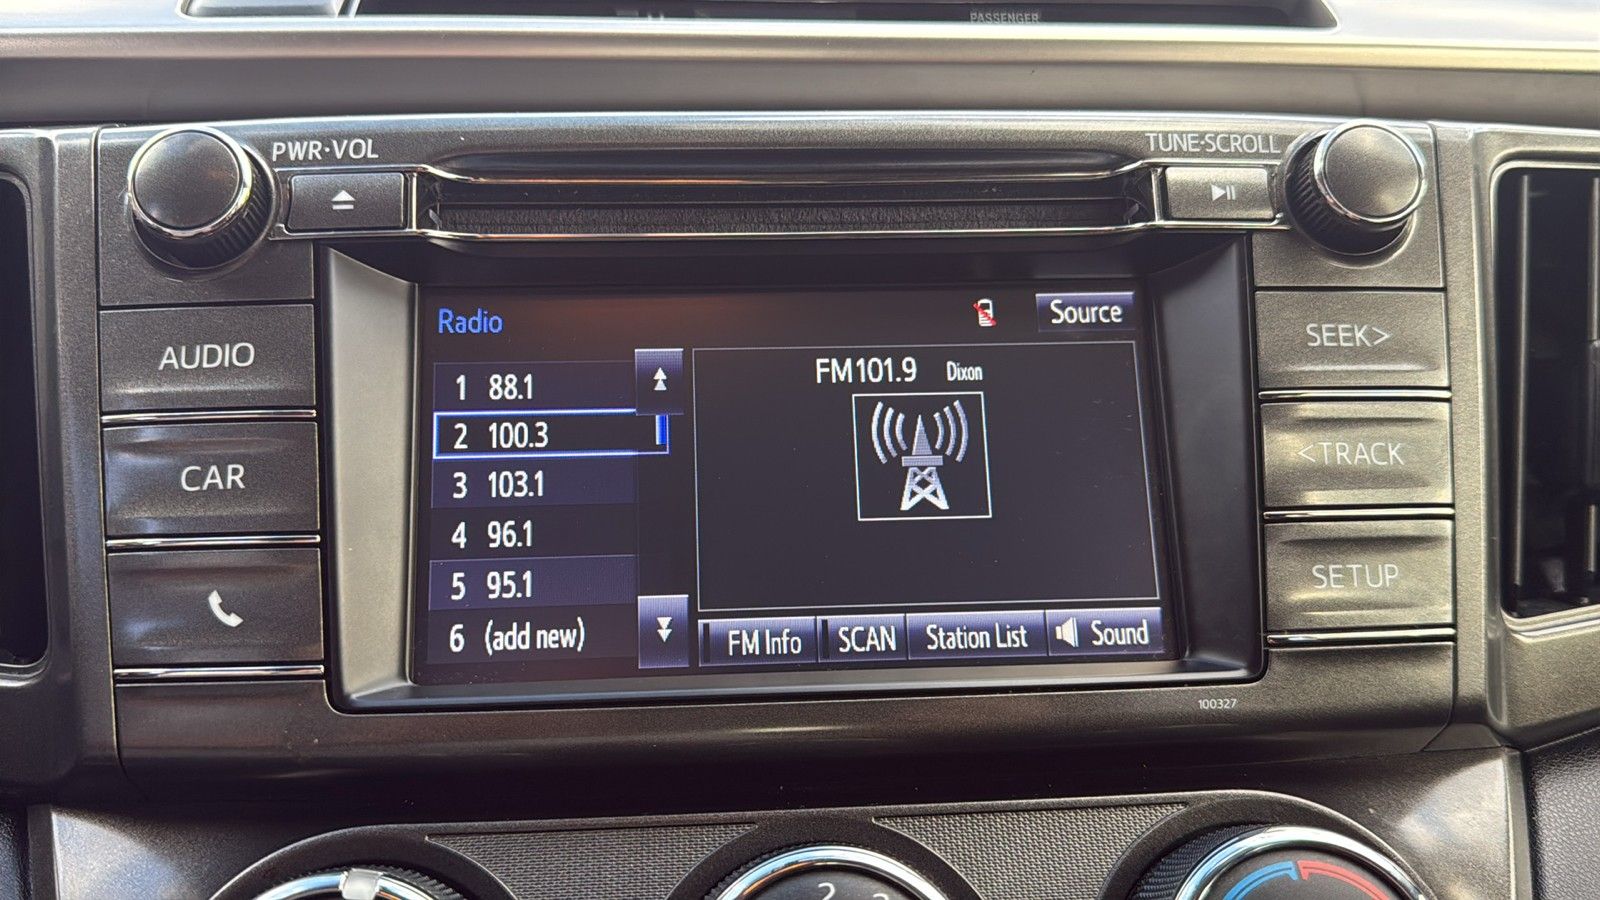 PASSENGER
PWR·VOL
TUNE·SCROLL
AUDIO
CAR
Radio
Source
1 88.1
2 100.3
3 103.1
4 96.1
5 95.1
6 (add new)
FM101.9 Dixon
FM Info SCAN Station List Sound
SEEK>
<TRACK
SETUP
100327
2